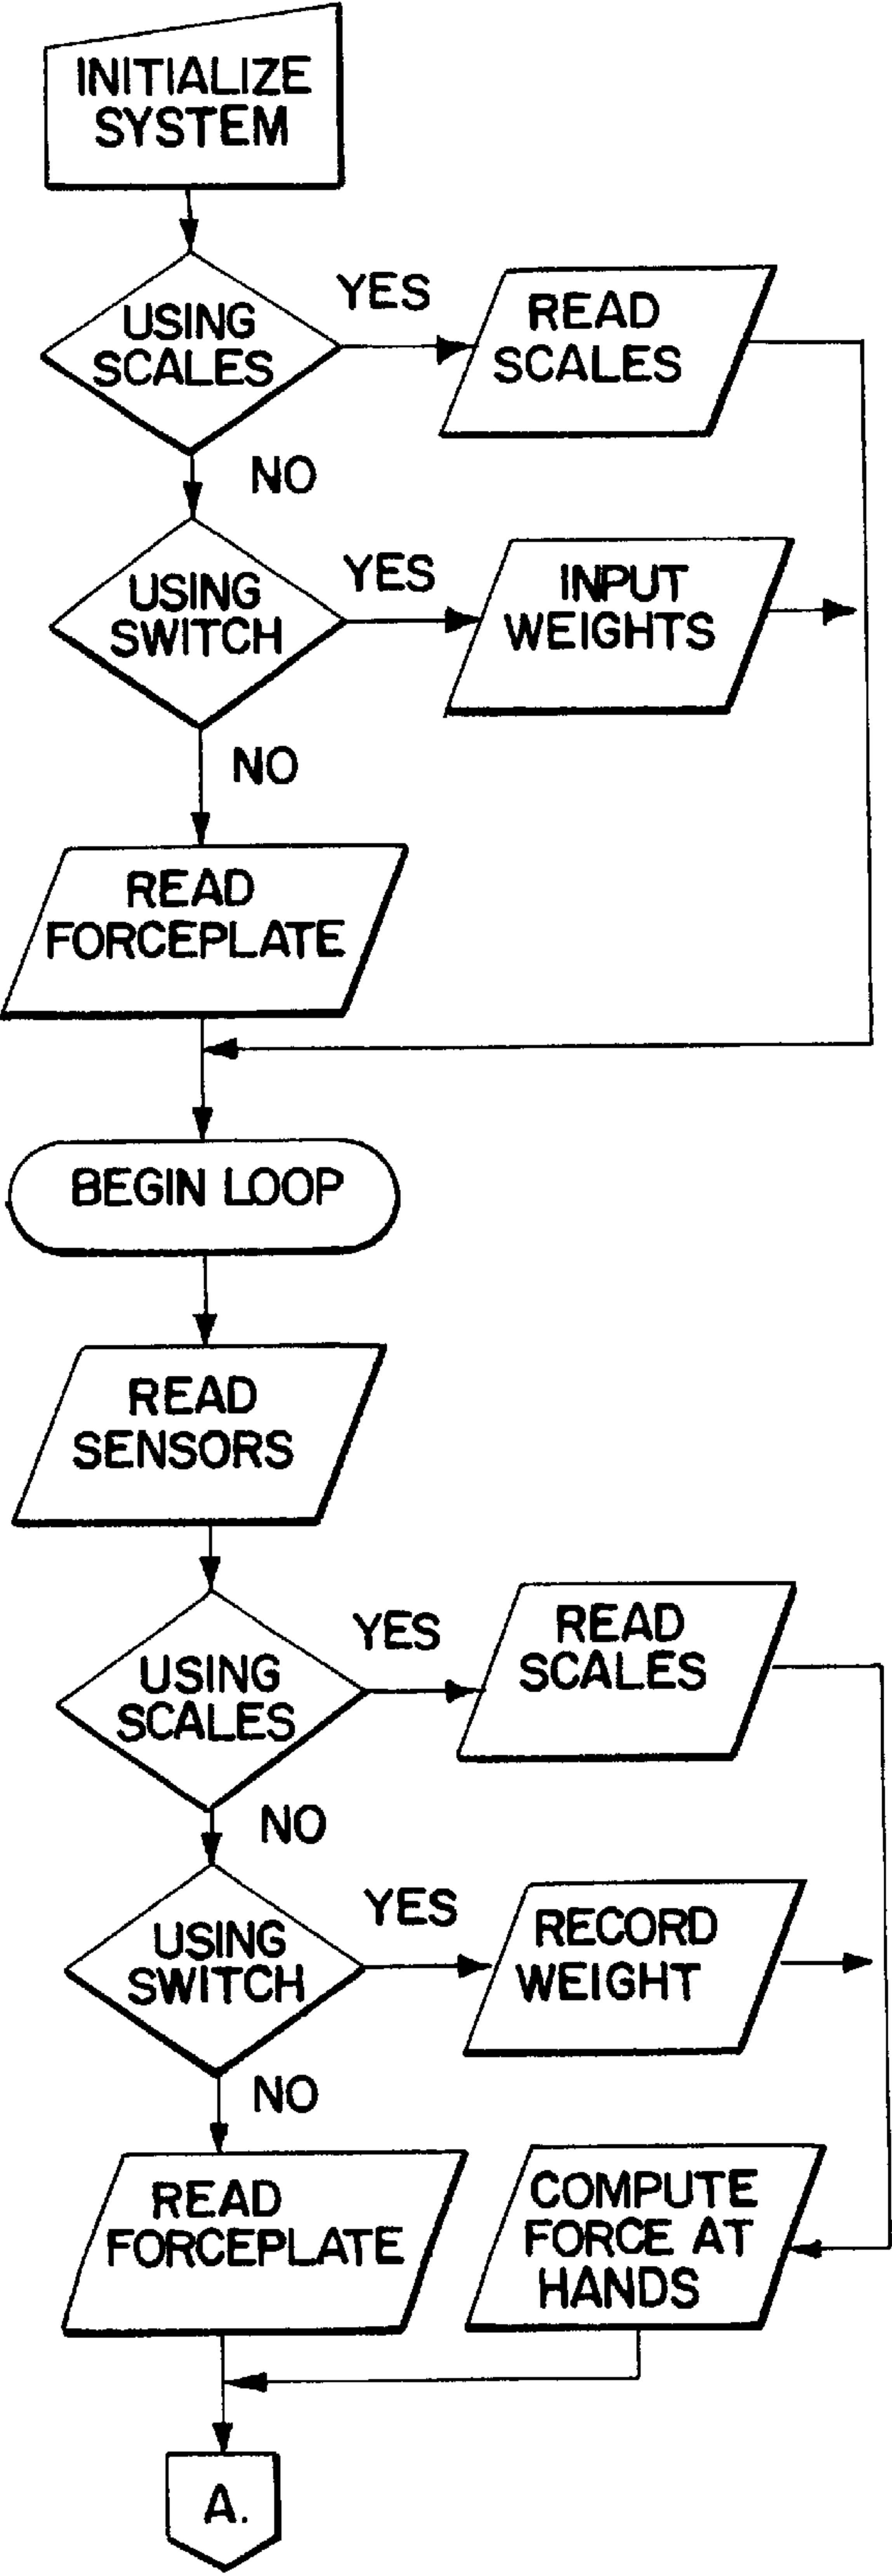 INITIALIZE
SYSTEM
USING
SCALES
YES
READ
SCALES
NO
USING
SWITCH
YES
INPUT
WEIGHTS
NO
READ
FORCEPLATE
BEGIN LOOP
READ
SENSORS
USING
SCALES
YES
READ
SCALES
NO
USING
SWITCH
YES
RECORD
WEIGHT
NO
READ
FORCEPLATE
COMPUTE
FORCE AT
HANDS
A.